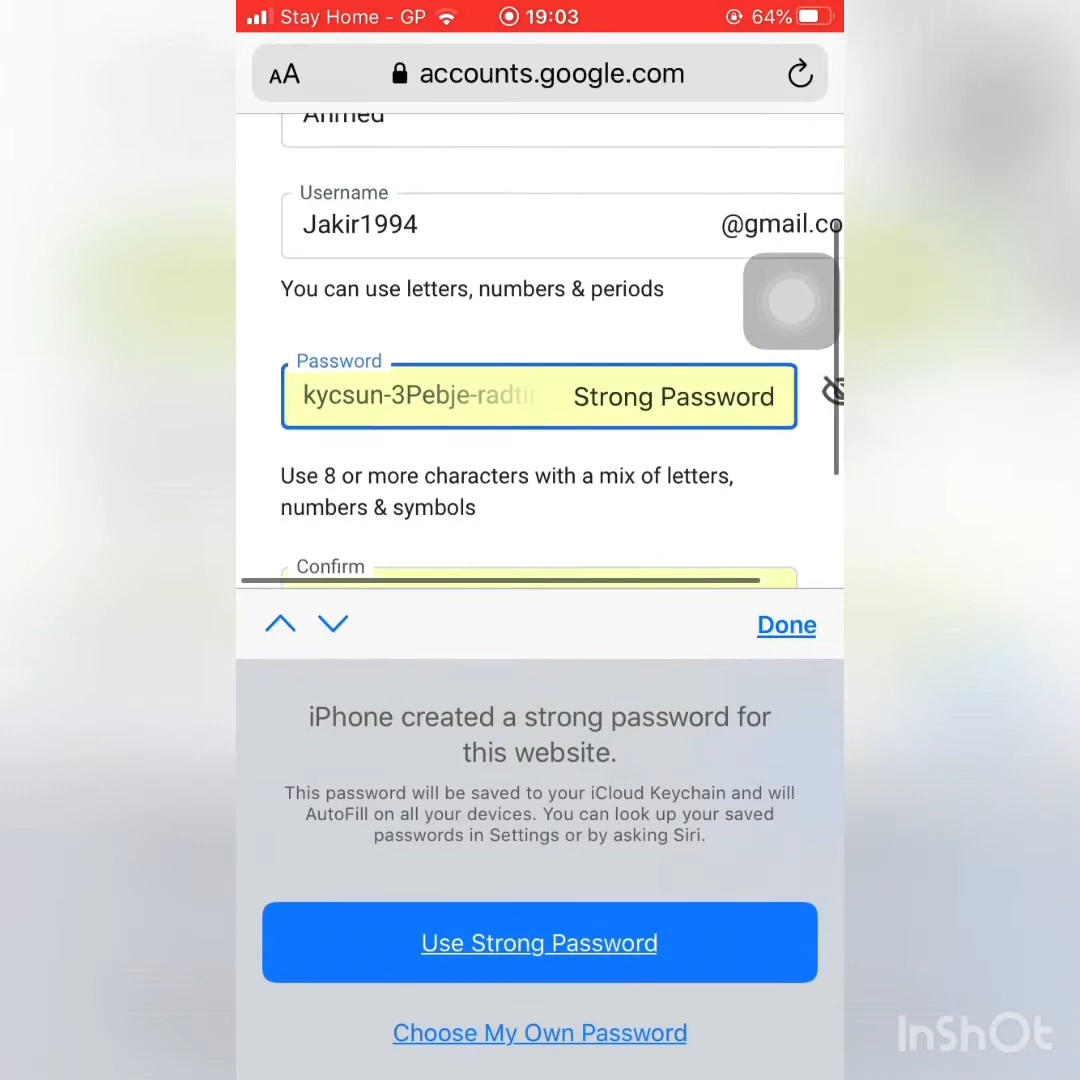 Stay Home - GP 19:03 64%
AA accounts.google.com
Ahmed
Username
Jakir1994 @gmail.co
You can use letters, numbers & periods
Password
kycsun-3Pebje-radti Strong Password
Use 8 or more characters with a mix of letters,
numbers & symbols
Confirm
Done
iPhone created a strong password for
this website.
This password will be saved to your iCloud Keychain and will
AutoFill on all your devices. You can look up your saved
passwords in Settings or by asking Siri.
Use Strong Password
Choose My Own Password
InShOt